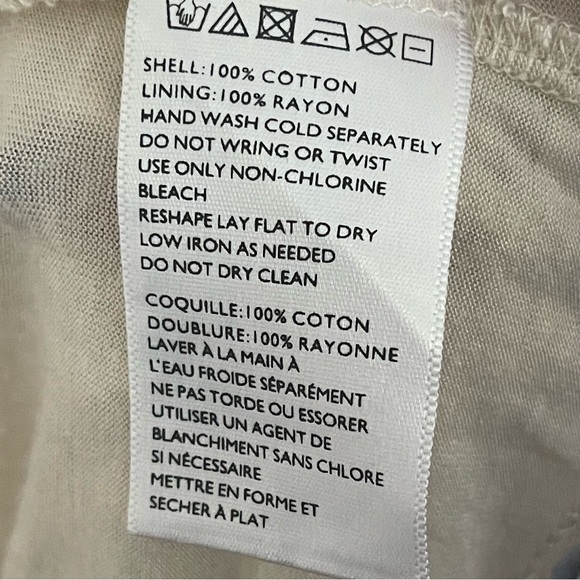 SHELL:100% COTTON
LINING:100% RAYON
HAND WASH COLD SEPARATELY
DO NOT WRING OR TWIST
USE ONLY NON-CHLORINE
BLEACH
RESHAPE LAY FLAT TO DRY
LOW IRON AS NEEDED
DO NOT DRY CLEAN
COQUILLE:100% COTON
DOUBLURE:100% RAYONNE
LAVER À LA MAIN À
L'EAU FROIDE SÉPARÉMENT
NE PAS TORDE OU ESSORER
UTILISER UN AGENT DE
BLANCHIMENT SANS CHLORE
SI NÉCESSAIRE
METTRE EN FORME ET
SECHER À PLAT